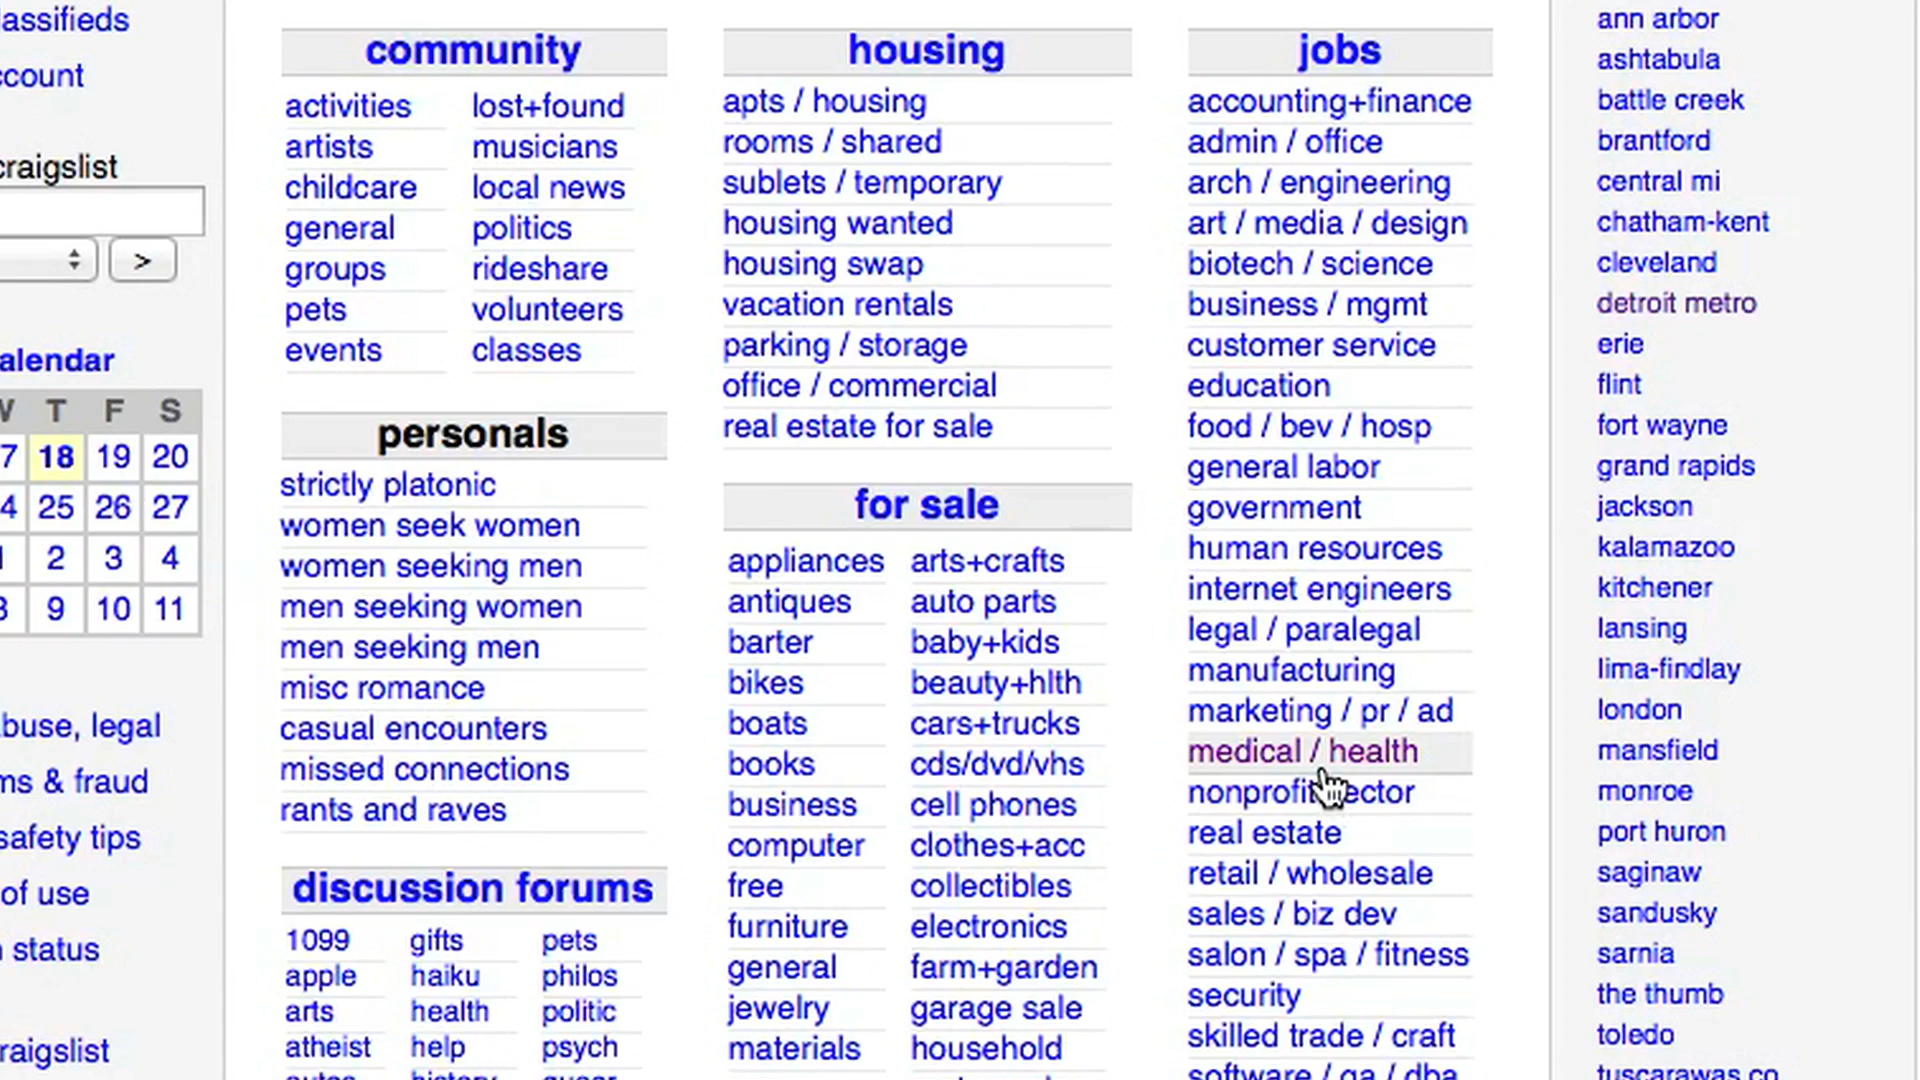 lassifieds
ccount
craigslist
>
alendar
W T F S
7 18 19 20
4 25 26 27
2 3 4
9 10 11
buse, legal
ms & fraud
safety tips
of use
status
raigslist
community
activities lost+found
artists musicians
childcare local news
general politics
groups rideshare
pets volunteers
events classes
personals
strictly platonic
women seek women
women seeking men
men seeking women
men seeking men
misc romance
casual encounters
missed connections
rants and raves
discussion forums
1099 gifts pets
apple haiku philos
arts health politic
atheist help psych
housing
apts / housing
rooms / shared
sublets / temporary
housing wanted
housing swap
vacation rentals
parking / storage
office / commercial
real estate for sale
for sale
appliances arts+crafts
antiques auto parts
barter baby+kids
bikes beauty+hlth
boats cars+trucks
books cds/dvd/vhs
business cell phones
computer clothes+acc
free collectibles
furniture electronics
general farm+garden
jewelry garage sale
materials household
jobs
accounting+finance
admin / office
arch / engineering
art / media / design
biotech / science
business / mgmt
customer service
education
food / bev / hosp
general labor
government
human resources
internet engineers
legal / paralegal
manufacturing
marketing / pr / ad
medical / health
nonprofit ector
real estate
retail / wholesale
sales / biz dev
salon / spa / fitness
security
skilled trade / craft
software / qa / dba
ann arbor
ashtabula
battle creek
brantford
central mi
chatham-kent
cleveland
detroit metro
erie
flint
fort wayne
grand rapids
jackson
kalamazoo
kitchener
lansing
lima-findlay
london
mansfield
monroe
port huron
saginaw
sandusky
sarnia
the thumb
toledo
tuscarawas co